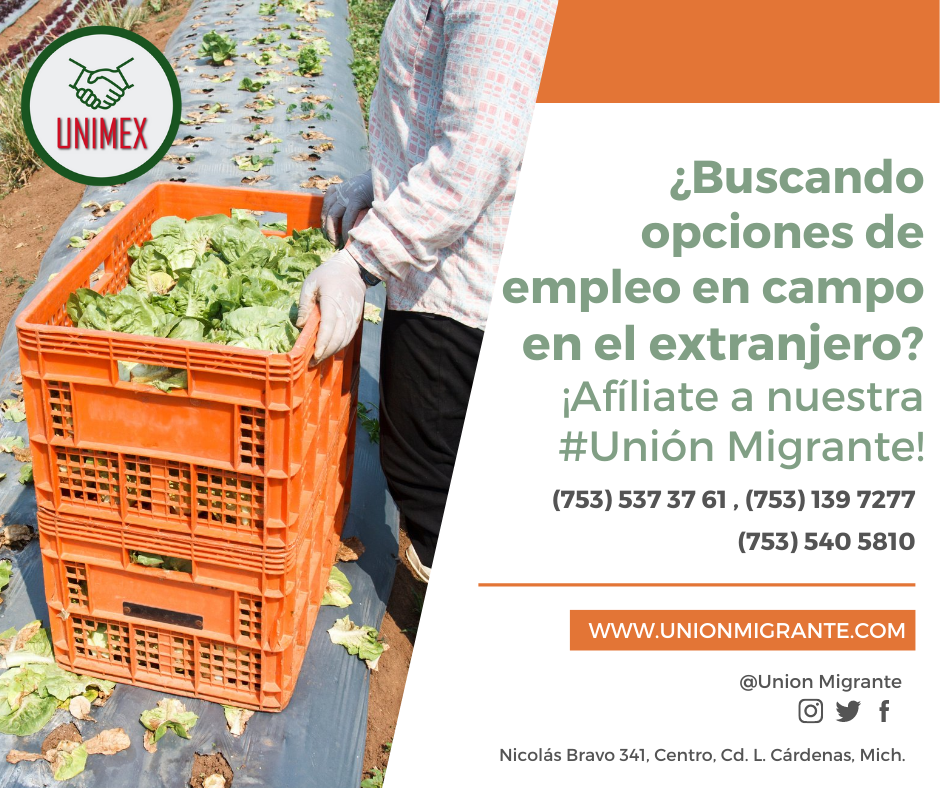 UNIMEX
¿Buscando
opciones de
empleo en campo
en el extranjero?
¡Afíliate a nuestra
#Unión Migrante!
(753) 537 37 61 , (753) 139 7277
(753) 540 5810
WWW.UNIONMIGRANTE.COM
@Union Migrante
Nicolás Bravo 341, Centro, Cd. L. Cárdenas, Mich.